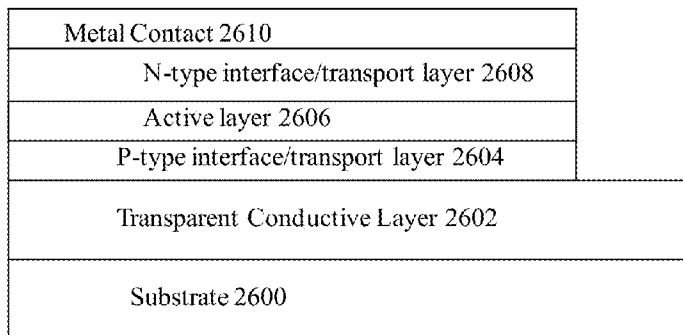 Metal Contact 2610
N-type interface/transport layer 2608
Active layer 2606
P-type interface/transport layer 2604
Transparent Conductive Layer 2602
Substrate 2600